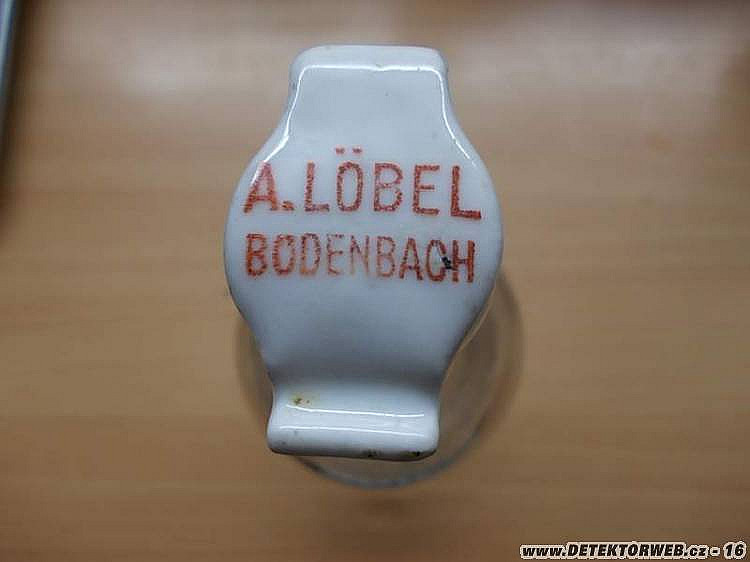 A.LÖBEL
BODENBACH
www.DETEKTORWEB.cz - 16